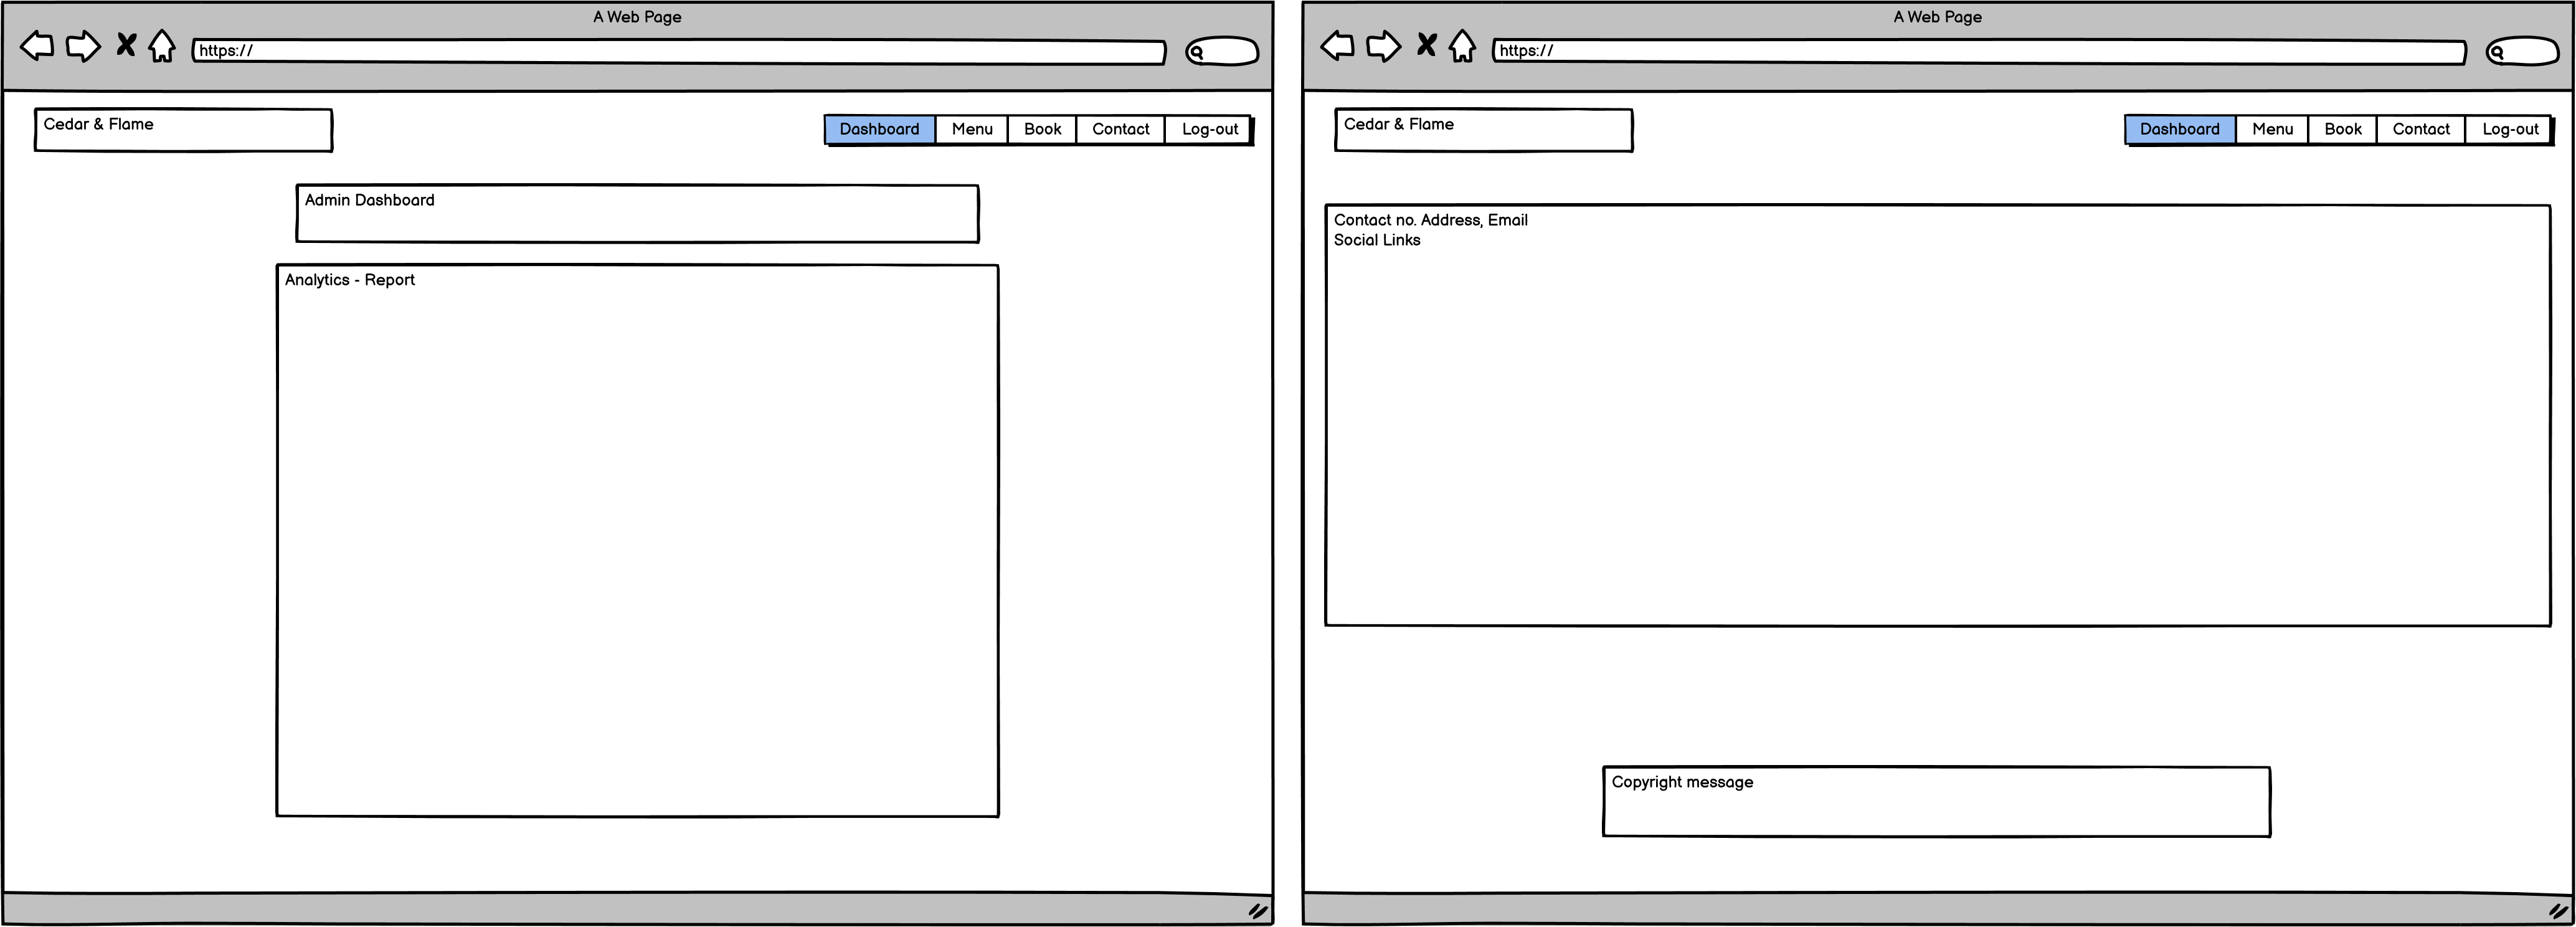 A Web Page
https://
Cedar & Flame
Dashboard Menu Book Contact Log-out
Admin Dashboard
Analytics - Report
A Web Page
https://
Cedar & Flame
Dashboard Menu Book Contact Log-out
Contact no. Address, Email
Social Links
Copyright message